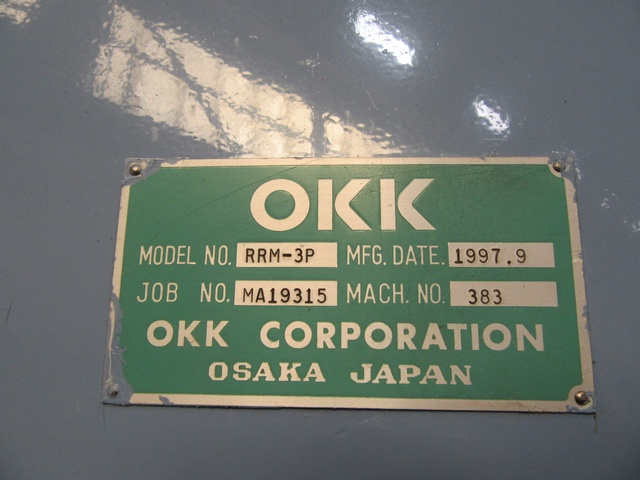 OKK
MODEL NO. RRM-3P MFG. DATE. 1997.9
JOB NO. MA19315 MACH. NO. 383
OKK CORPORATION
OSAKA JAPAN